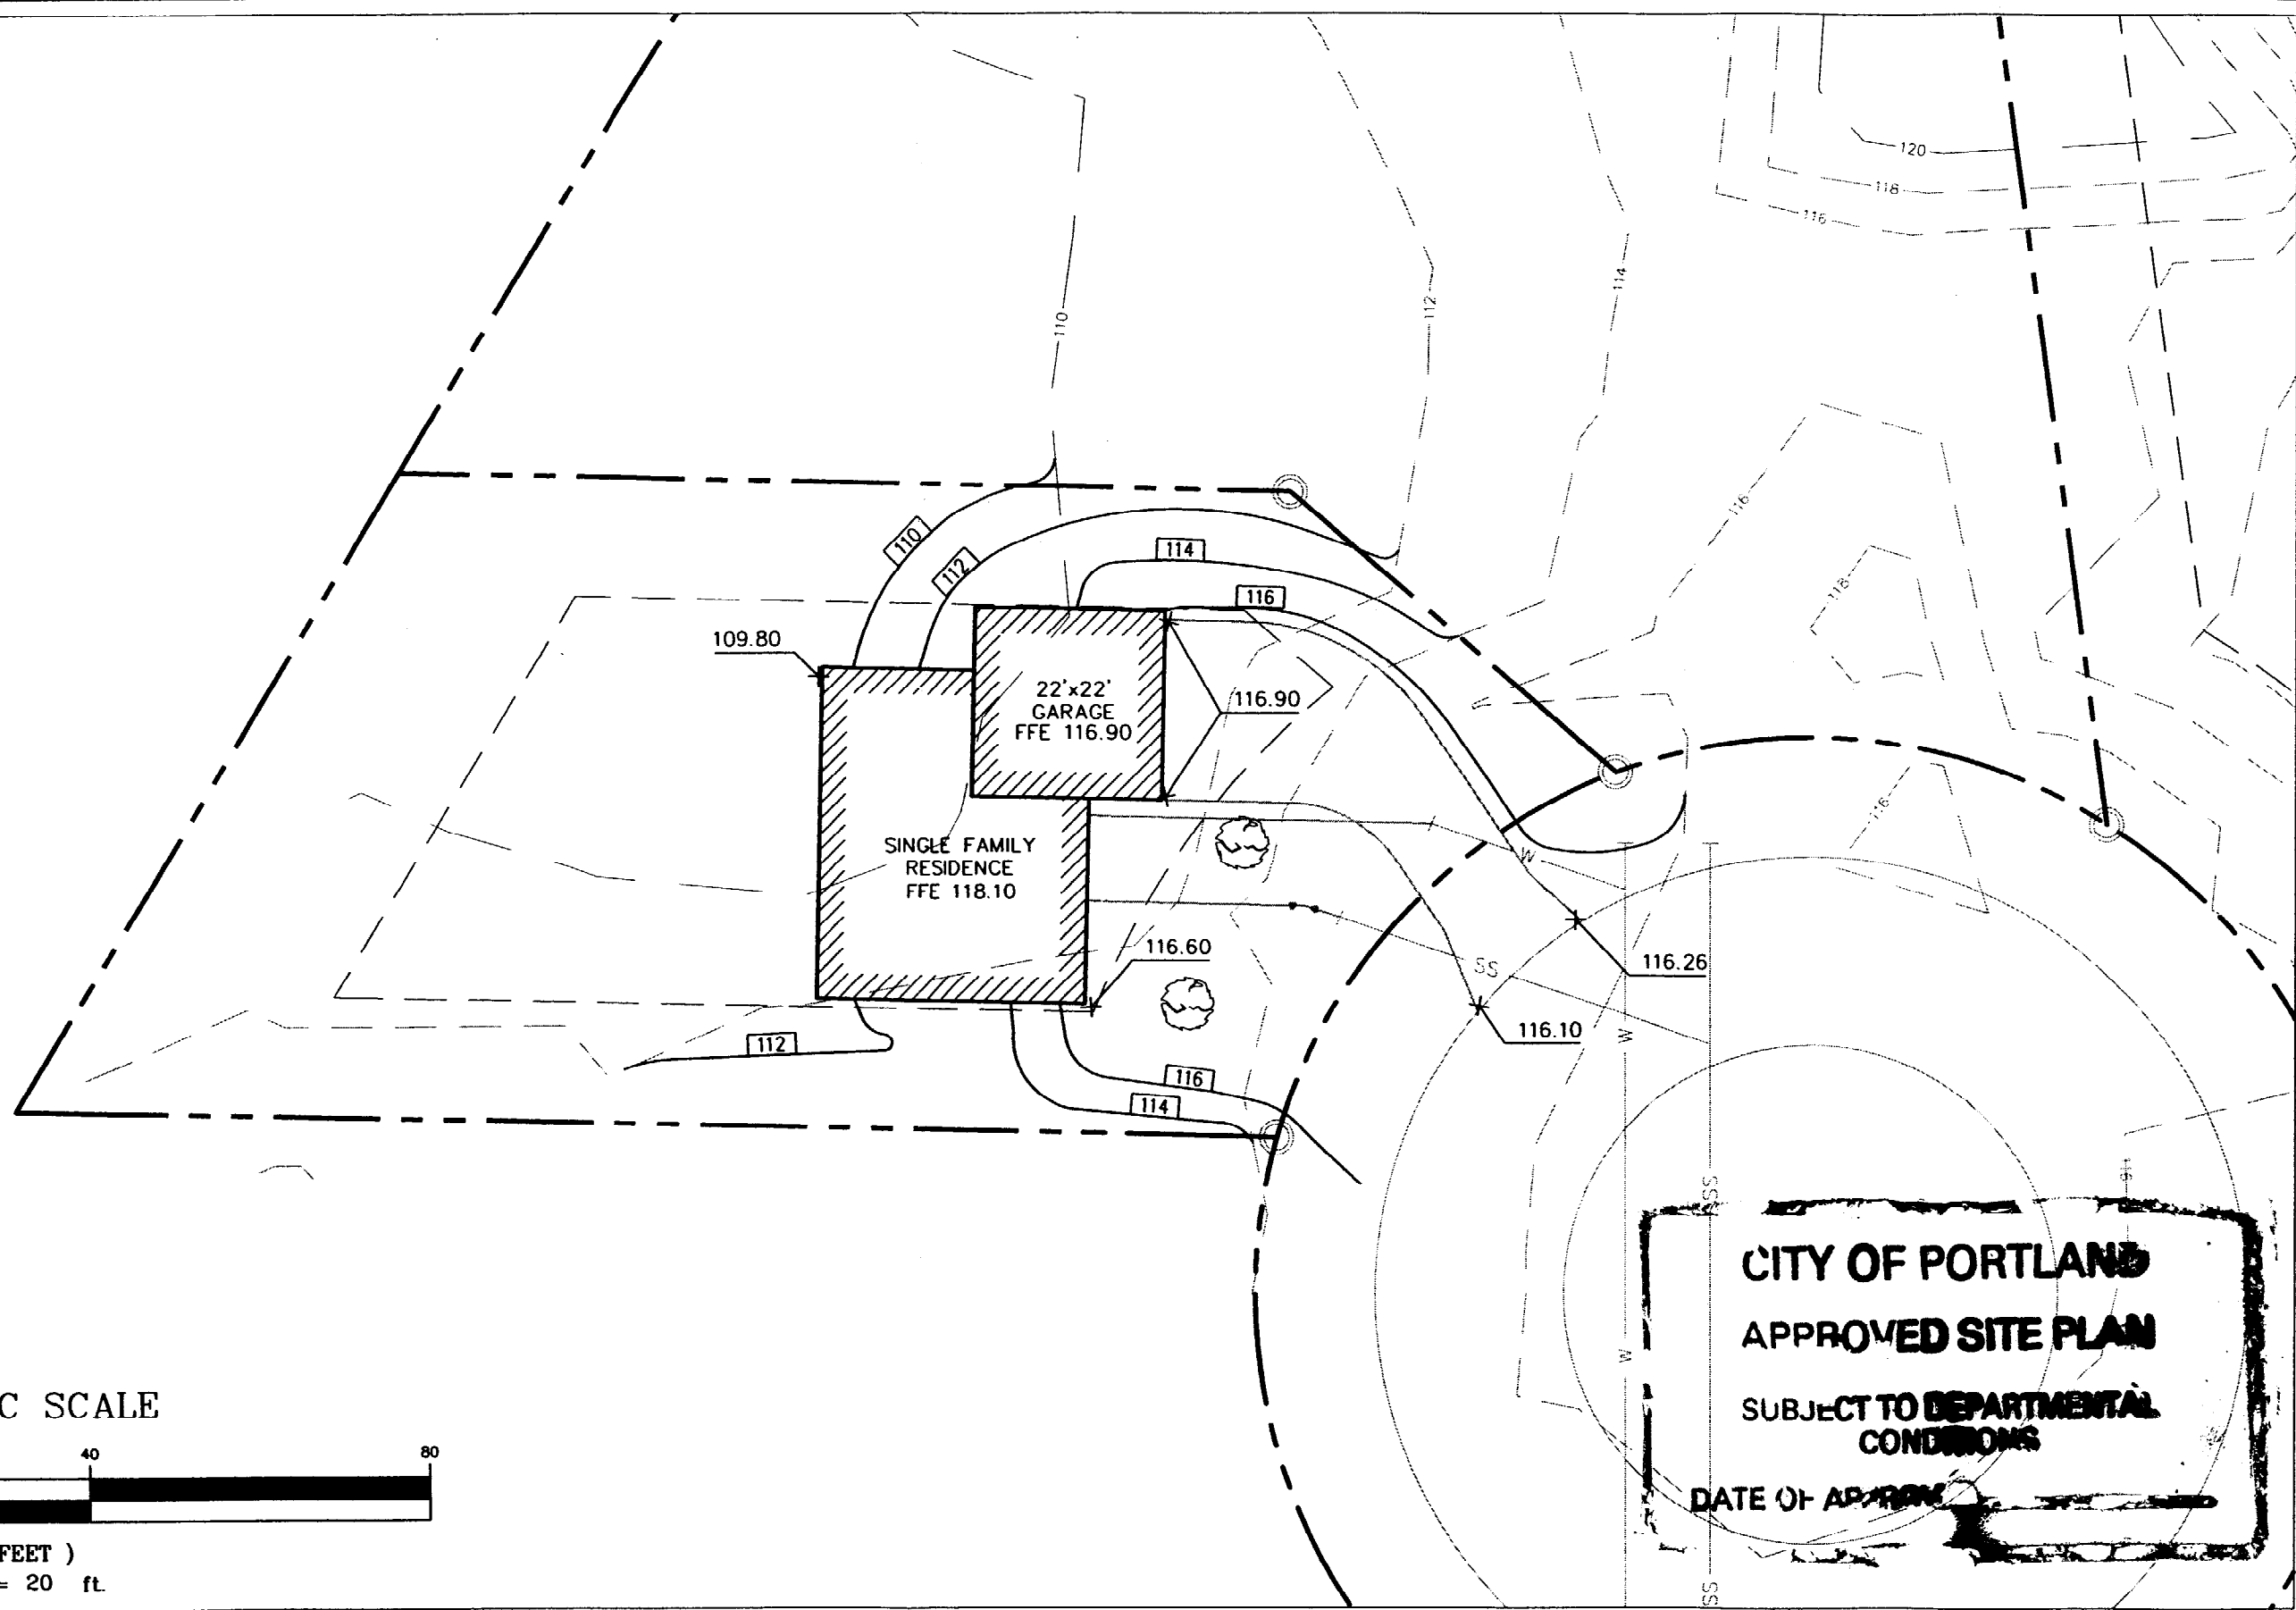 120
118
116
114
112
110
116
118
110
112
114
116
109.80
22'x22'
GARAGE
FFE 116.90
116.90
116
SINGLE FAMILY
RESIDENCE
FFE 118.10
W
116.60
SS
116.26
116.10
W
112
116
114
SS
W
CITY OF PORTLAND
APPROVED SITE PLAN
SUBJECT TO DEPARTMENTAL
CONDITIONS
DATE OF
C SCALE
40
80
FEET )
= 20 ft.
SS